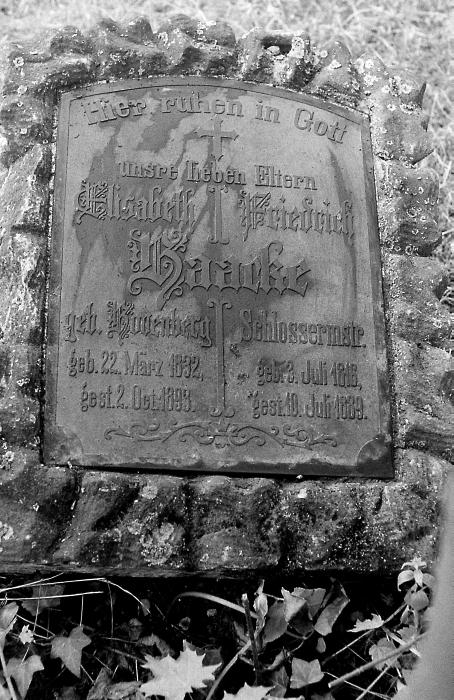 Hier ruhen in Gott
unsre lieben Eltern
Elisabeth Friedrich
Haacke
geb. Schlossermstr.
geb. 22. März 1832, geb. 3. Juli 1818,
gest. 2. Oct. 1893. gest. 10. Juli 1889.